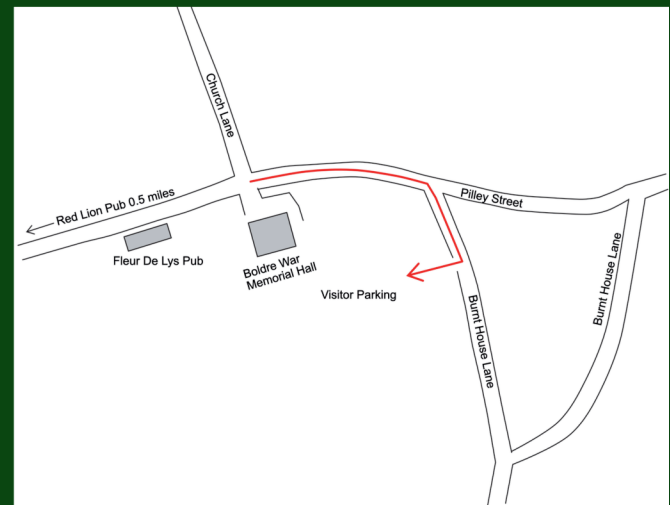 Church Lane
Red Lion Pub 0.5 miles
Pilley Street
Fleur De Lys Pub
Boldre War
Memorial Hall
Visitor Parking
Burnt House Lane
Burnt House Lane